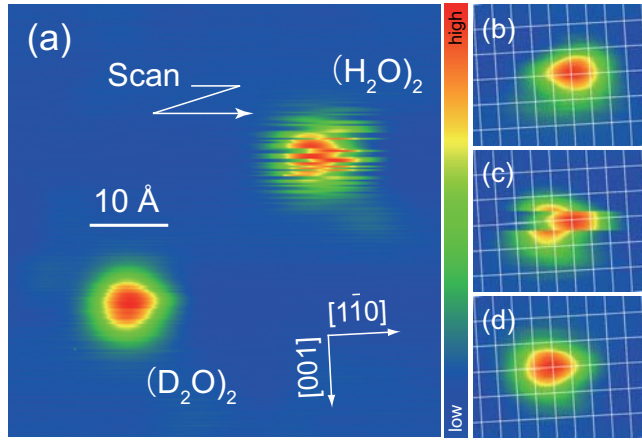 (a)
Scan
(H₂O)₂
10 Å
[11̄0]
[001]
(D₂O)₂
high
low
(b)
(c)
(d)